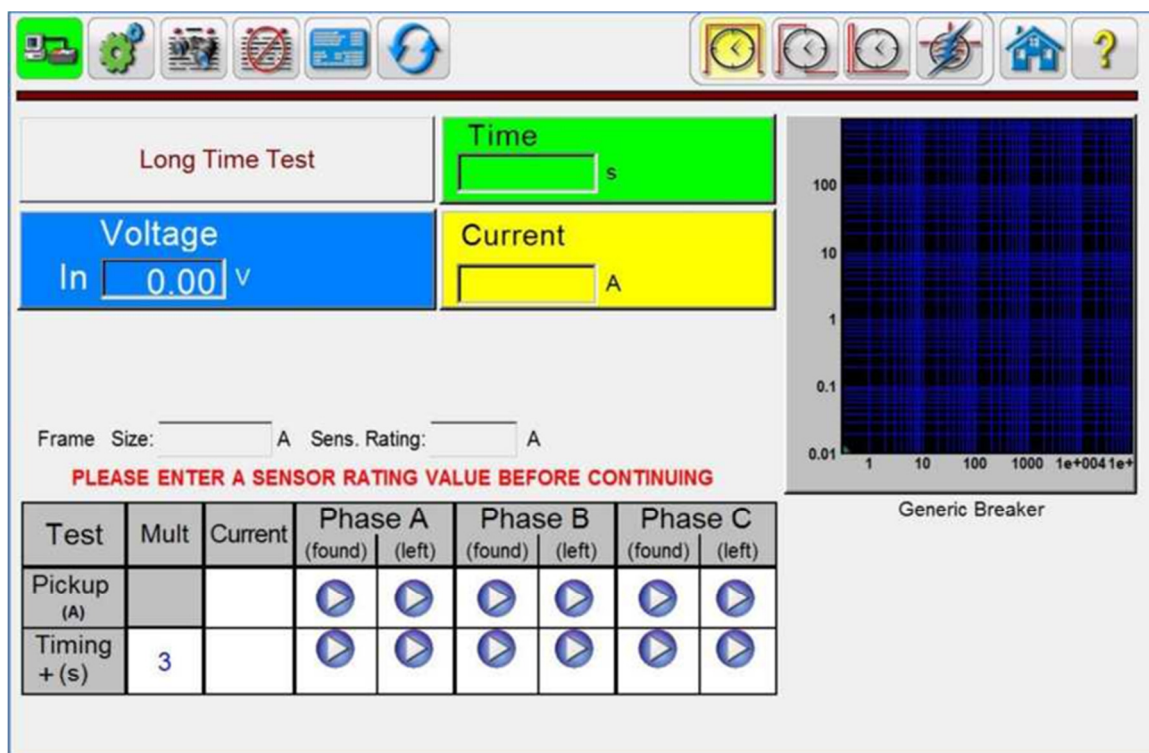 Long Time Test
Time
s
Voltage
In 0.00 V
Current
A
100
10
1
0.1
0.01
1 10 100 1000 1e+004 1e+
Generic Breaker
Frame Size: A Sens. Rating: A
PLEASE ENTER A SENSOR RATING VALUE BEFORE CONTINUING
Test Mult Current Phase A Phase B Phase C
(found) (left) (found) (left) (found) (left)
Pickup
(A)
Timing
+ (s) 3
?